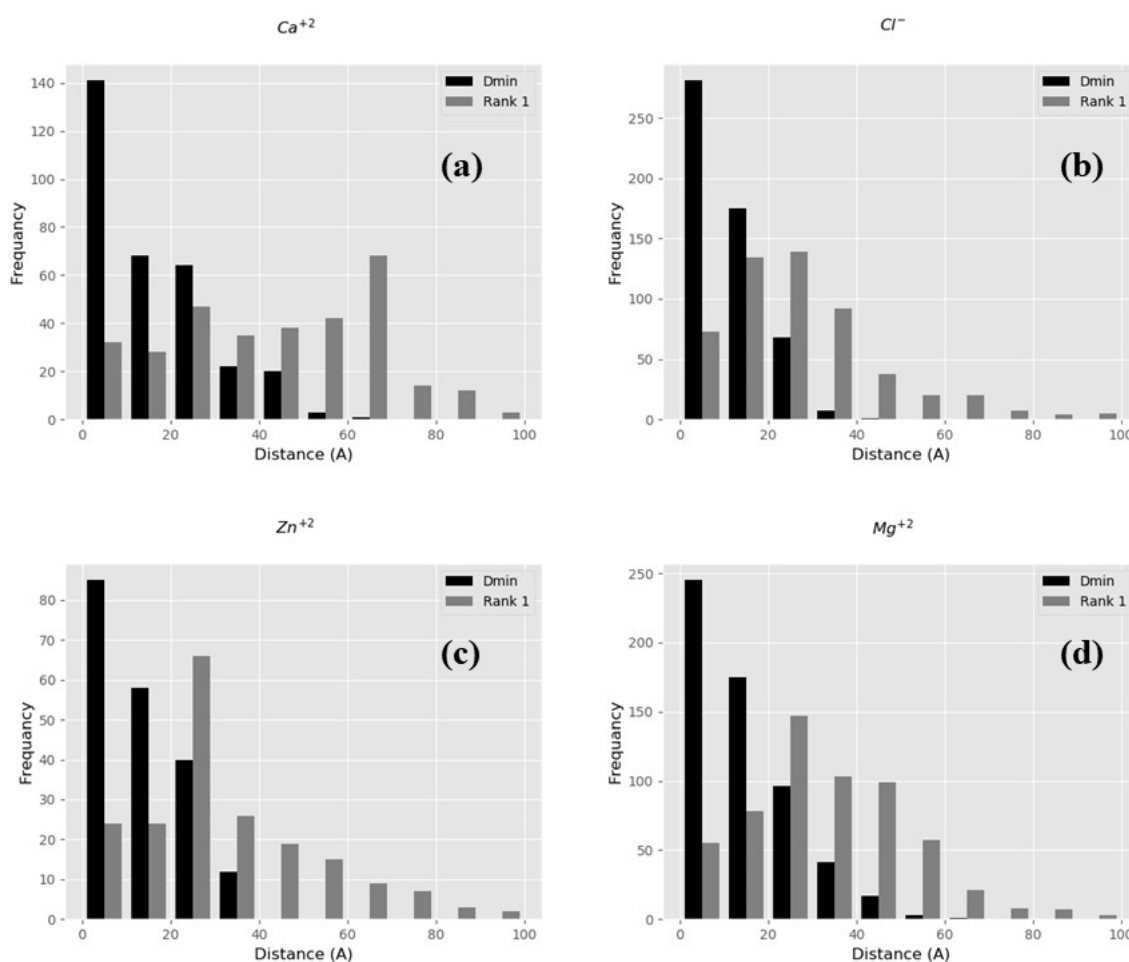 Ca+2
Dmin
Rank 1
(a)
140
120
100
80
60
40
20
0
Frequancy
0 20 40 60 80 100
Distance (A)
Cl−
Dmin
Rank 1
(b)
250
200
150
100
50
0
Frequancy
0 20 40 60 80 100
Distance (A)
Zn+2
Dmin
Rank 1
(c)
80
70
60
50
40
30
20
10
0
Frequancy
0 20 40 60 80 100
Distance (A)
Mg+2
Dmin
Rank 1
(d)
250
200
150
100
50
0
Frequancy
0 20 40 60 80 100
Distance (A)